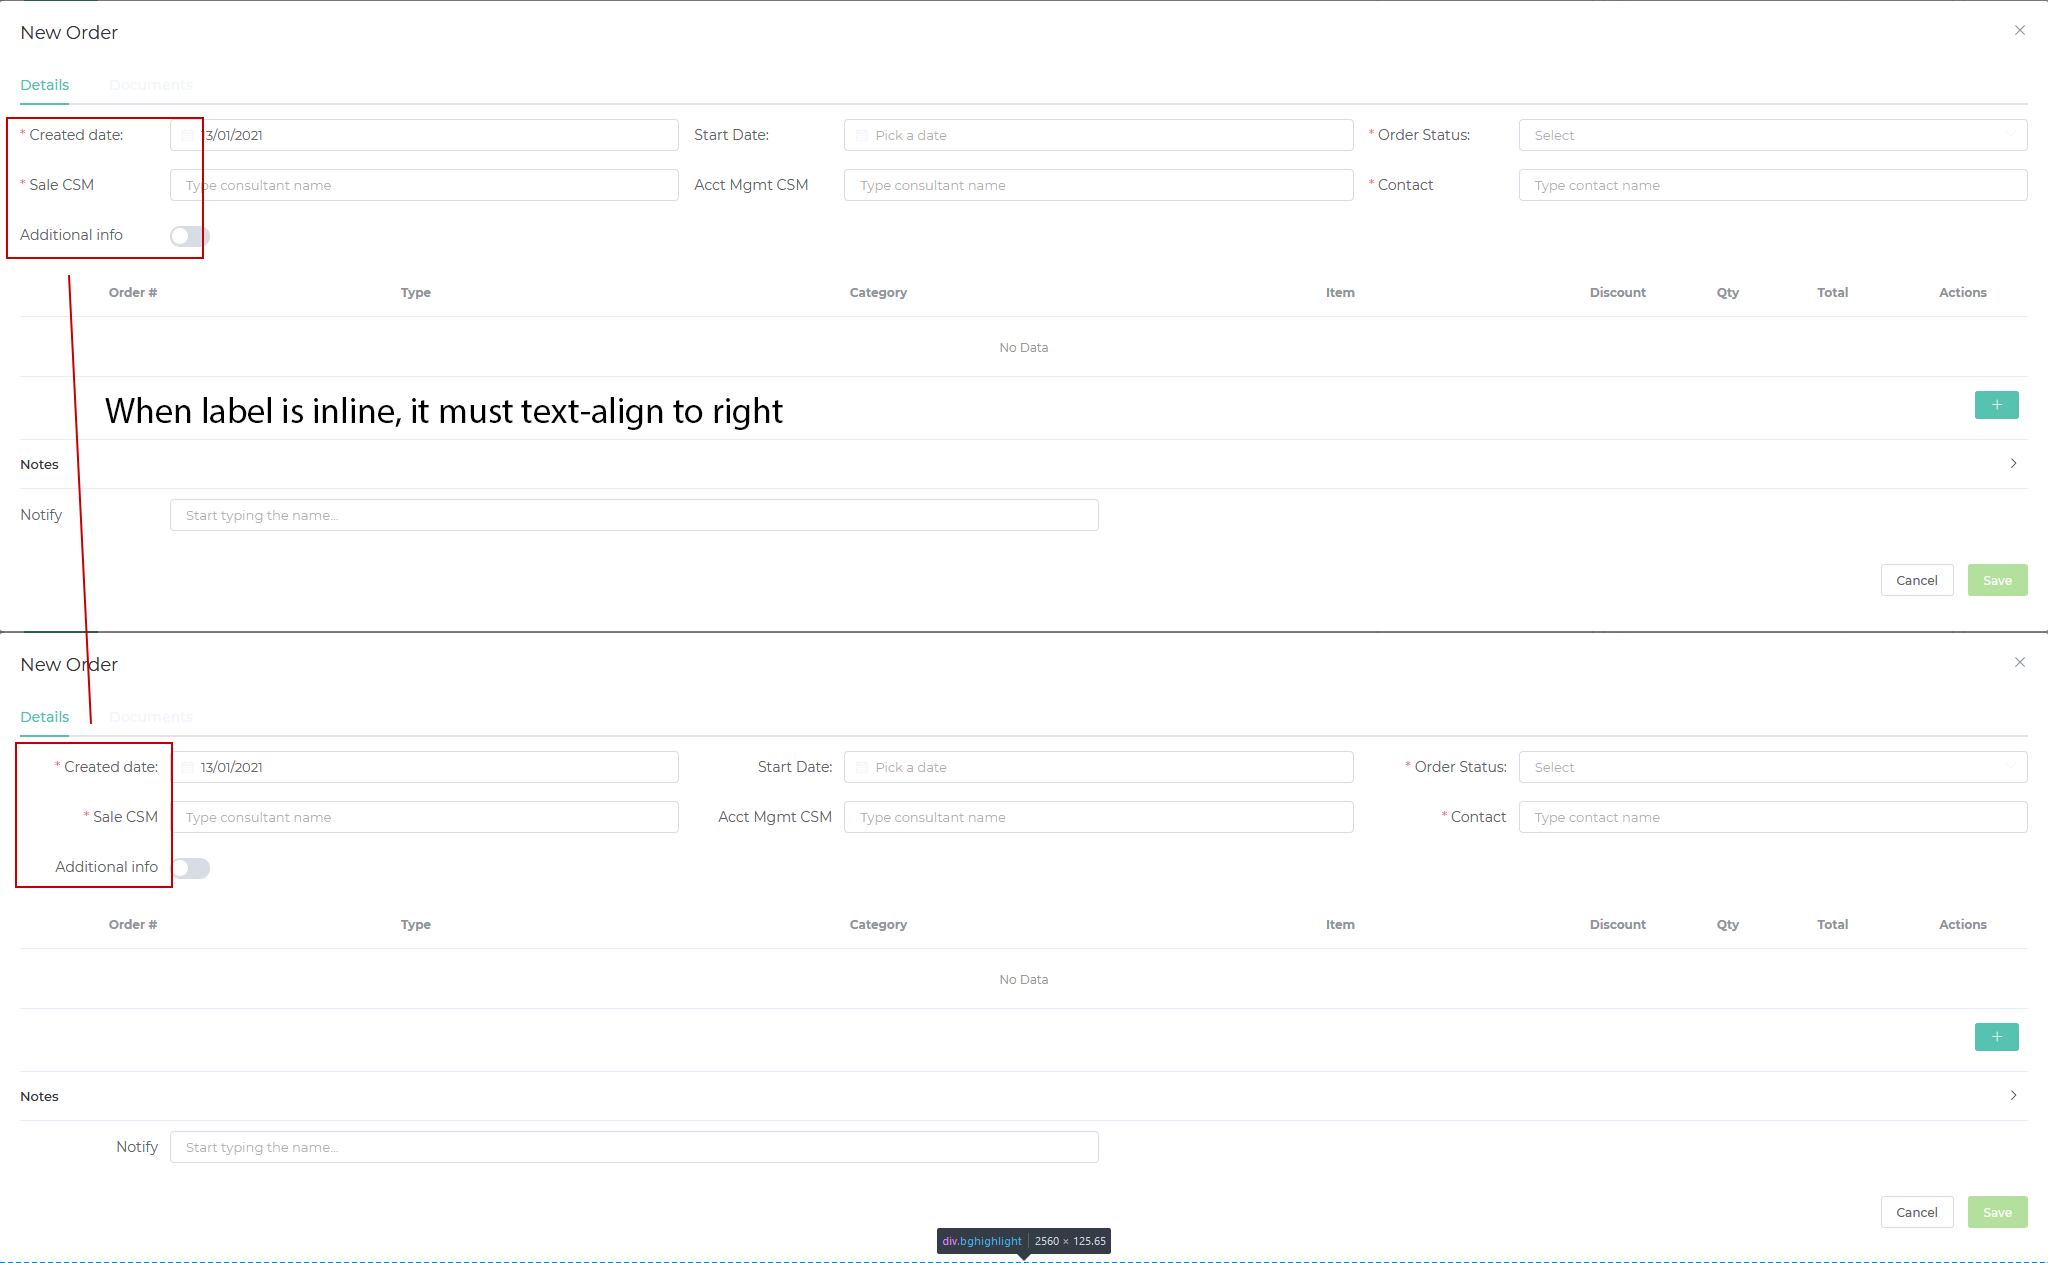 New Order
Details Documents
* Created date: 13/01/2021 Start Date: Pick a date * Order Status: Select
* Sale CSM Type consultant name Acct Mgmt CSM Type consultant name * Contact Type contact name
Additional info
Order # Type Category Item Discount Qty Total Actions
No Data
When label is inline, it must text-align to right
+
Notes
Notify Start typing the name...
Cancel Save
New Order
Details Documents
* Created date: 13/01/2021 Start Date: Pick a date * Order Status: Select
* Sale CSM Type consultant name Acct Mgmt CSM Type consultant name * Contact Type contact name
Additional info
Order # Type Category Item Discount Qty Total Actions
No Data
+
Notes
Notify Start typing the name...
Cancel Save
div.bghighlight 2560 × 125.65